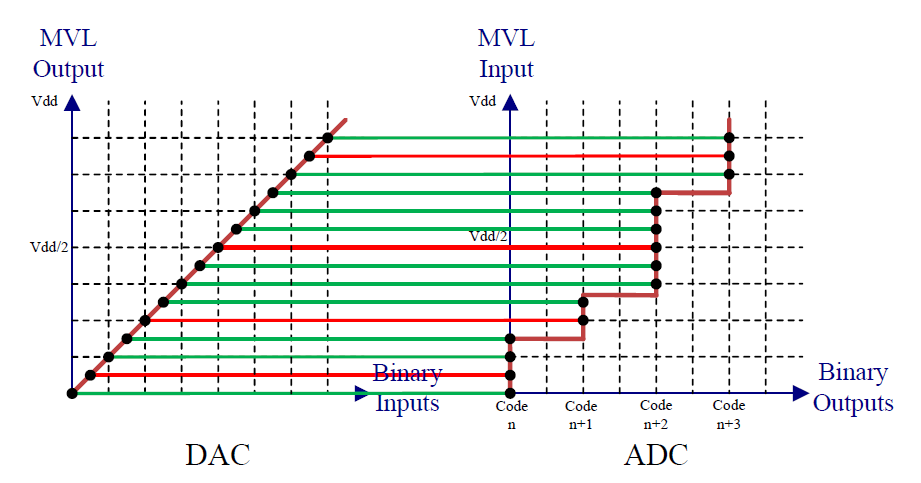 MVL
Output
Vdd
Vdd/2
Binary
Inputs
DAC
MVL
Input
Vdd
Vdd/2
Code
n
Code
n+1
Code
n+2
Code
n+3
Binary
Outputs
ADC